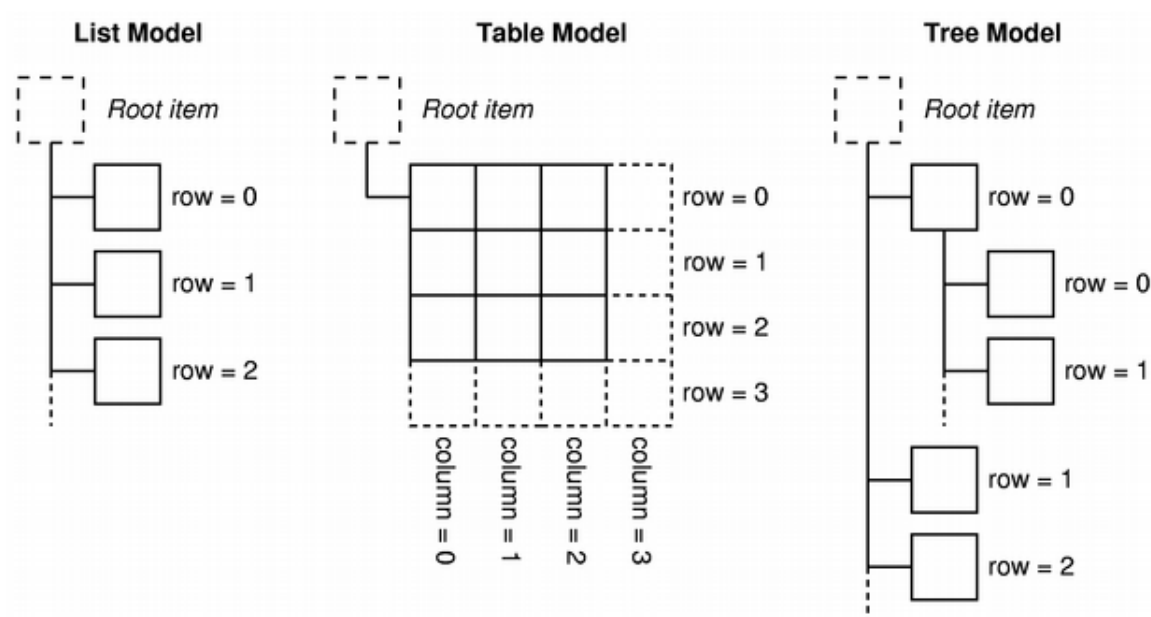 List Model
Root item
row = 0
row = 1
row = 2
Table Model
Root item
row = 0
row = 1
row = 2
row = 3
column = 0
column = 1
column = 2
column = 3
Tree Model
Root item
row = 0
row = 0
row = 1
row = 1
row = 2